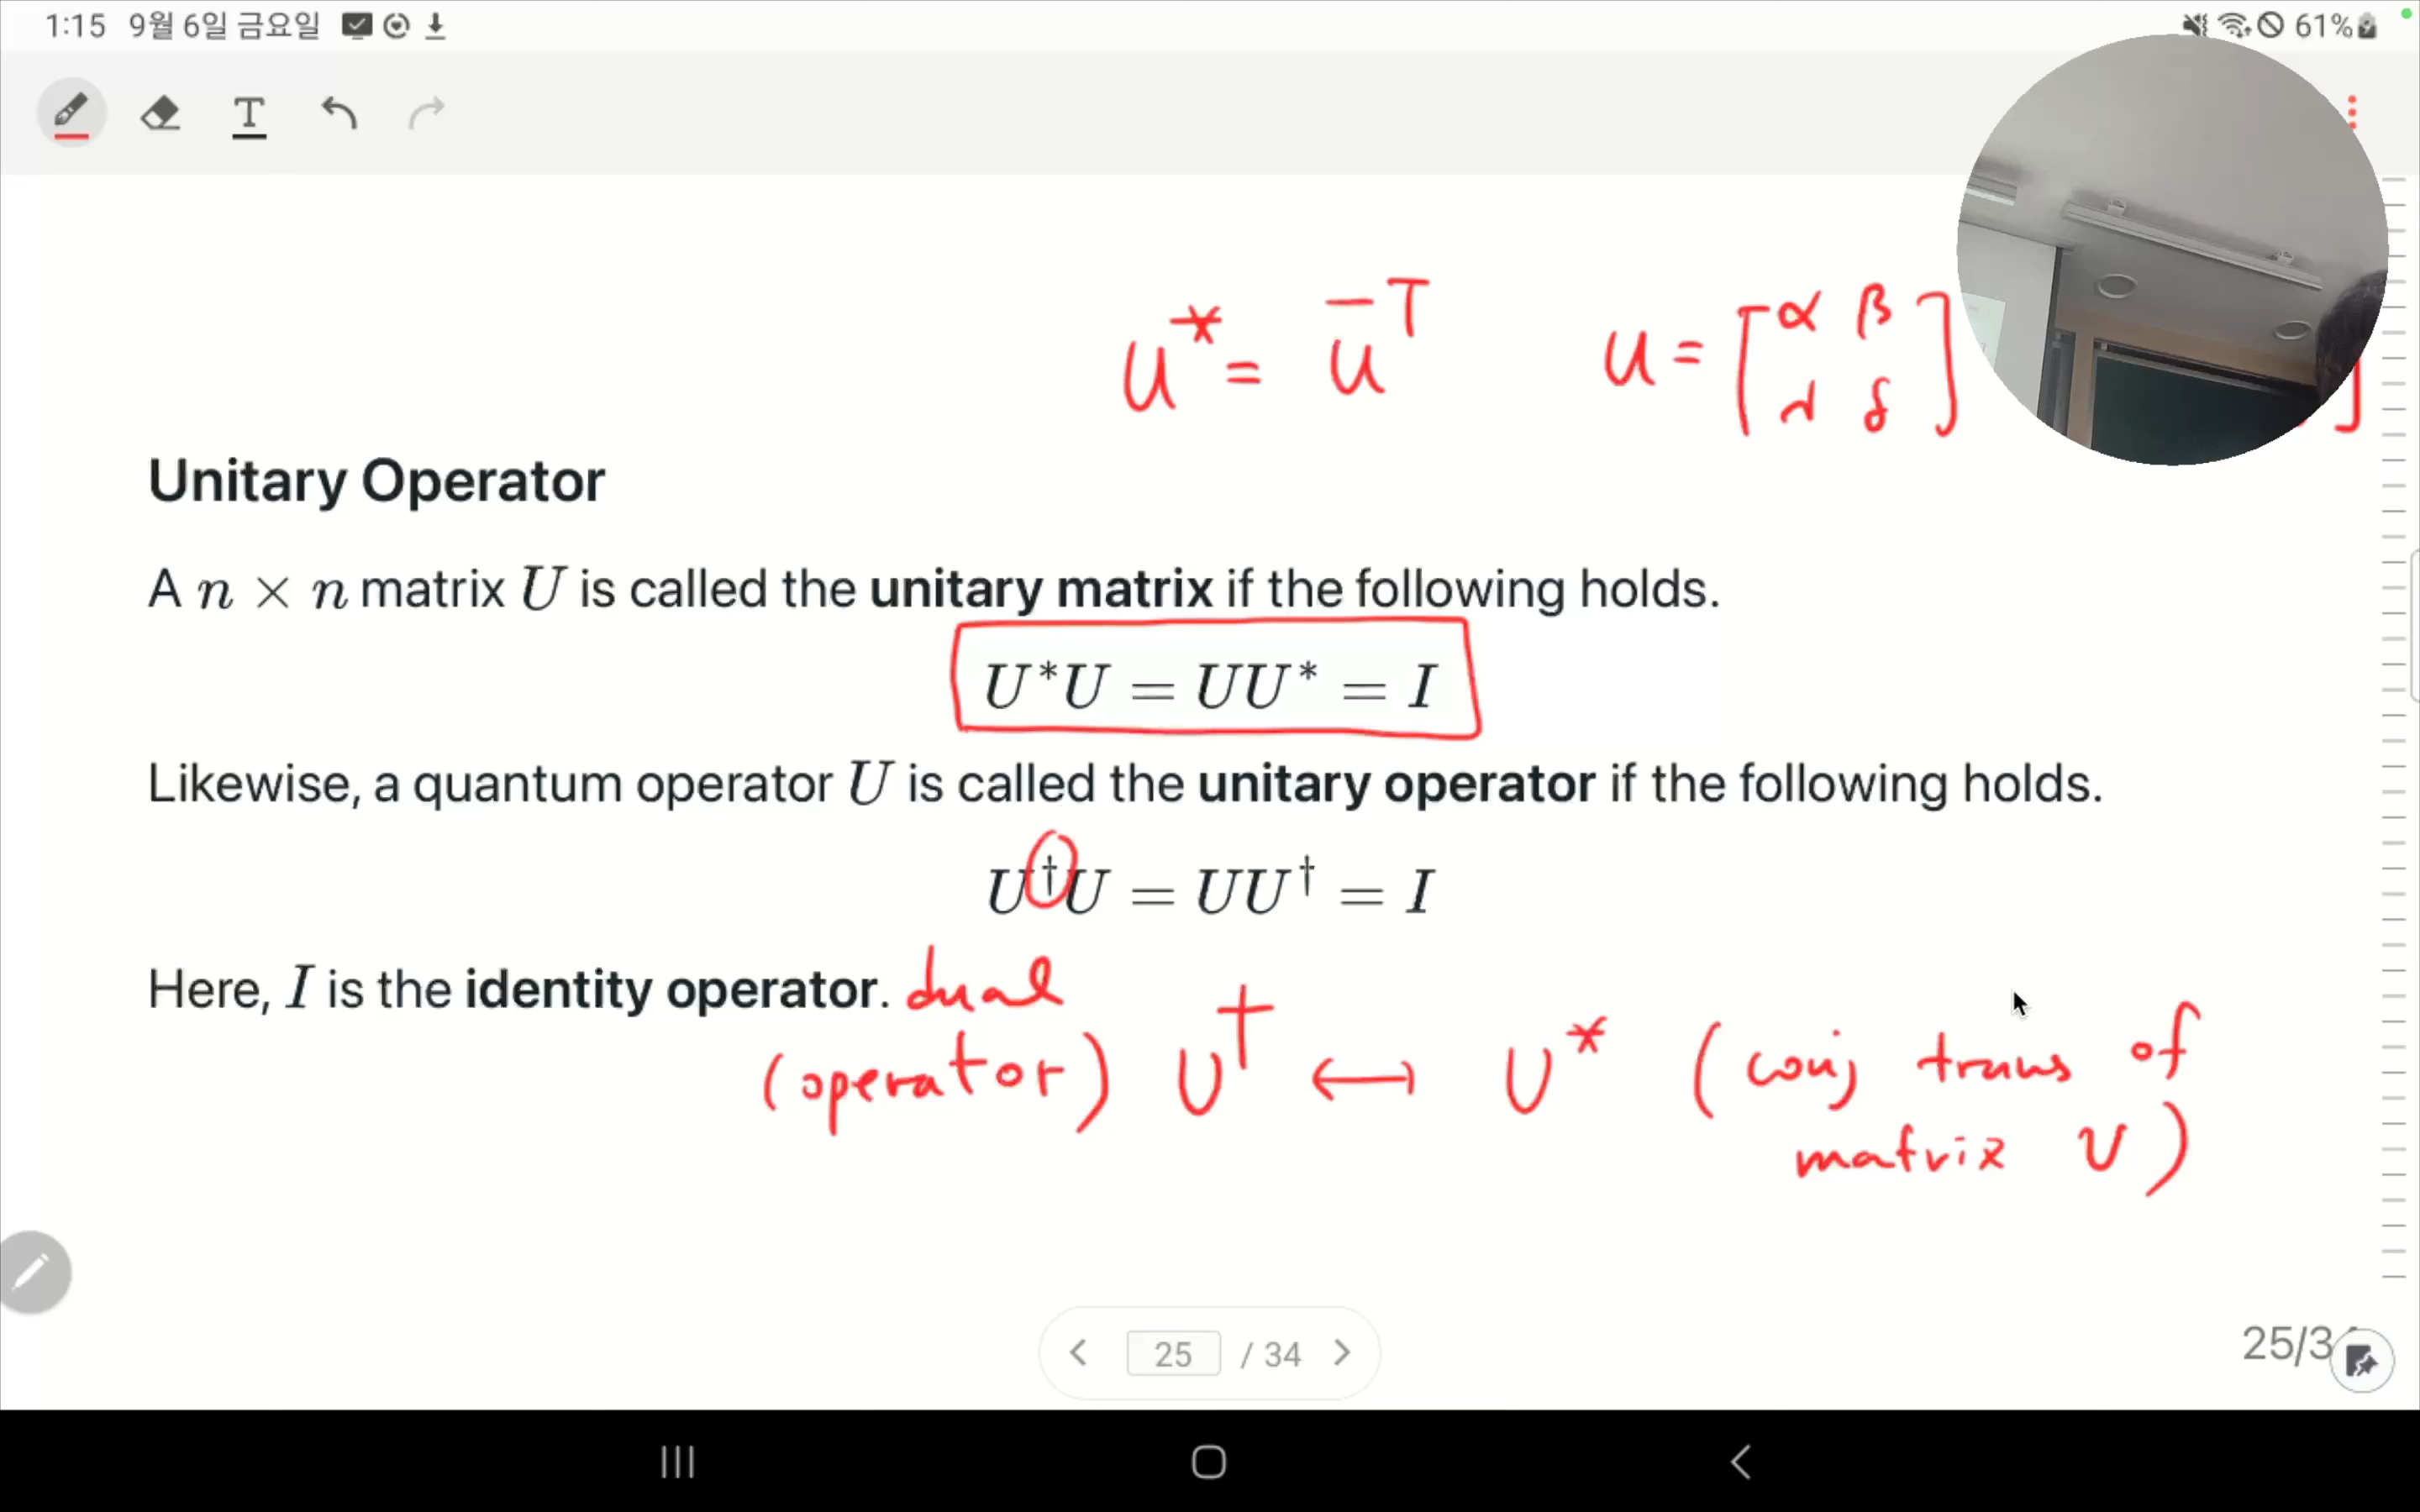 1:15 9월 6일 금요일 61%
T
U* = U̅ᵀ U = [α β
γ δ]
Unitary Operator
A n × n matrix U is called the unitary matrix if the following holds.
U*U = UU* = I
Likewise, a quantum operator U is called the unitary operator if the following holds.
U†U = UU† = I
Here, I is the identity operator. dual
(operator) U† ↔ U* (conj trans of
matrix U)
25 / 34
25/3